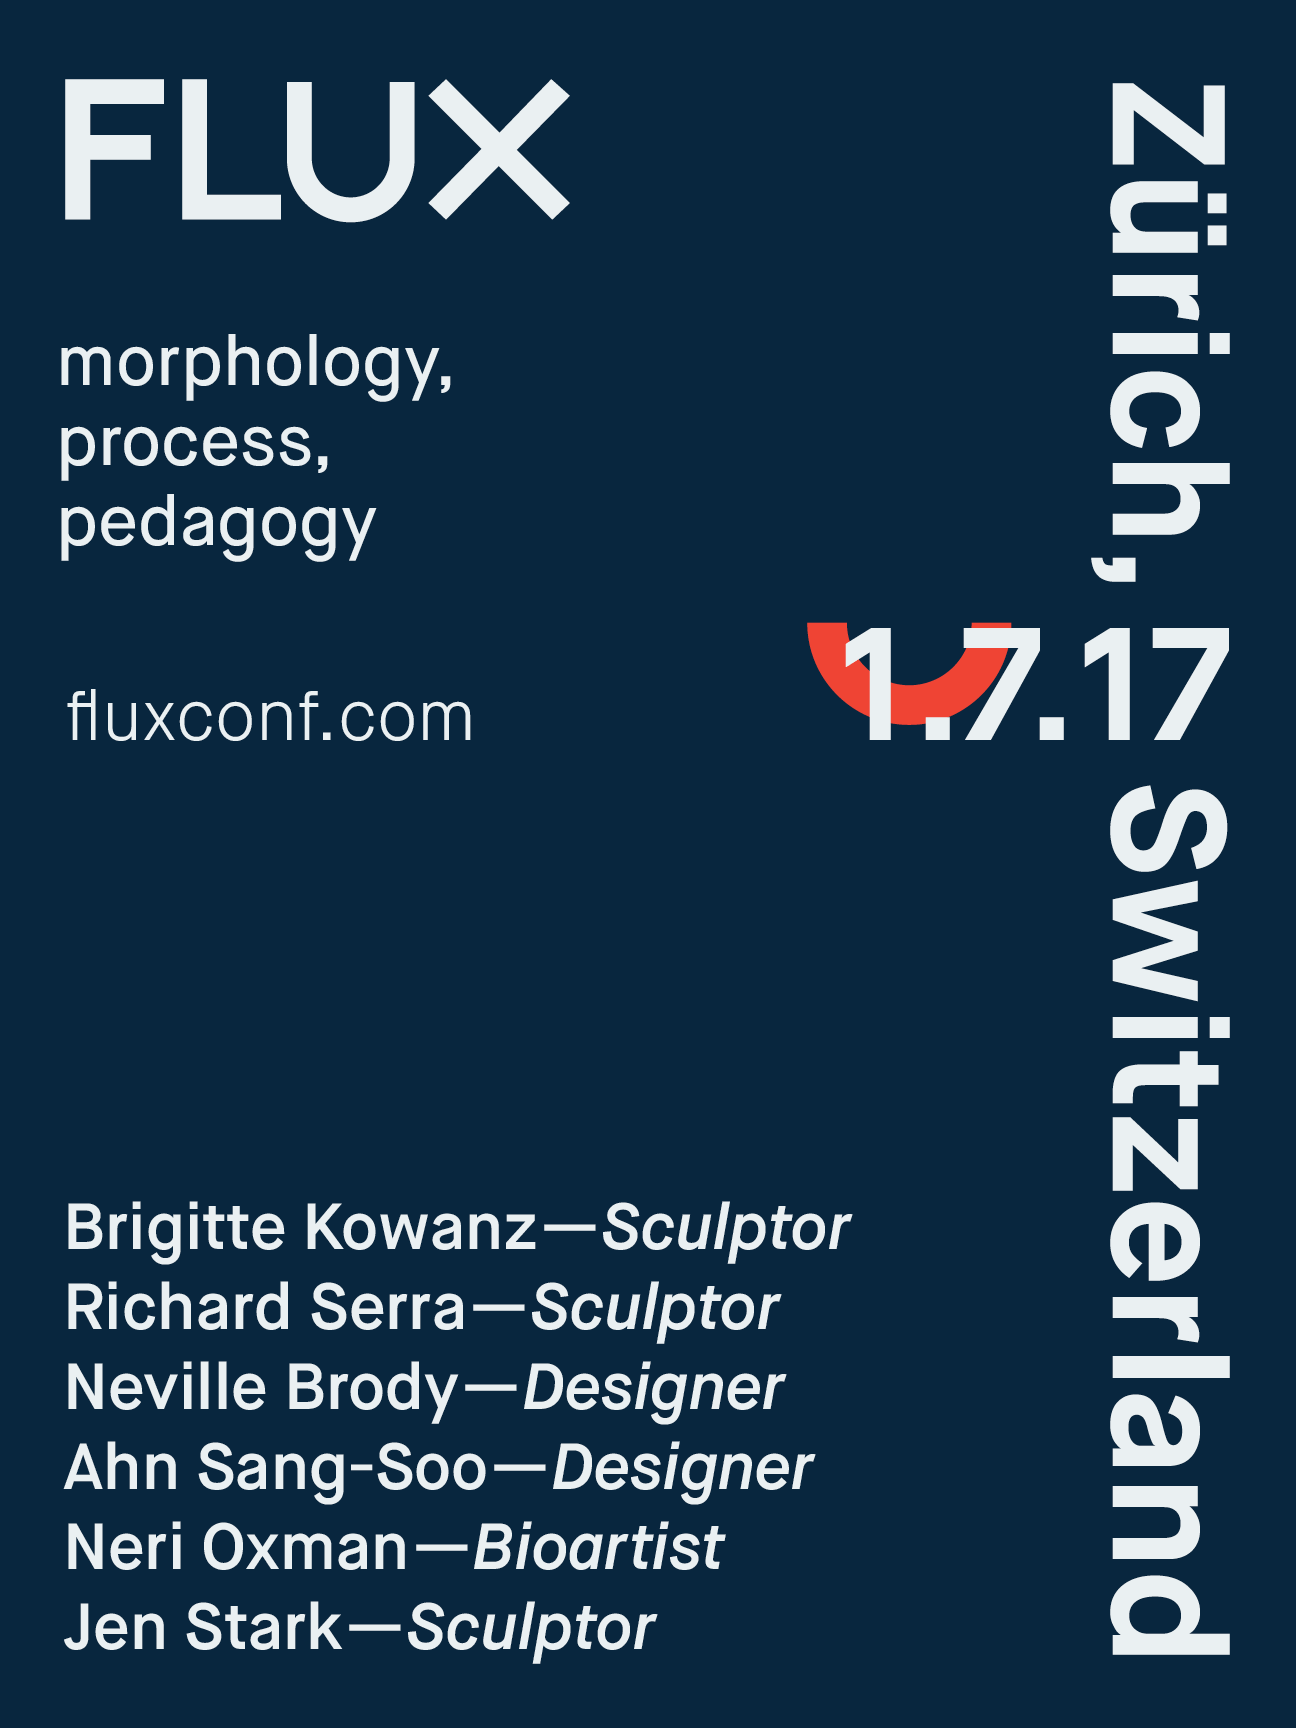 FLUX
morphology,
process,
pedagogy
fluxconf.com
Zürich,
1.7.17
Switzerland
Brigitte Kowanz—Sculptor
Richard Serra—Sculptor
Neville Brody—Designer
Ahn Sang-Soo—Designer
Neri Oxman—Bioartist
Jen Stark—Sculptor